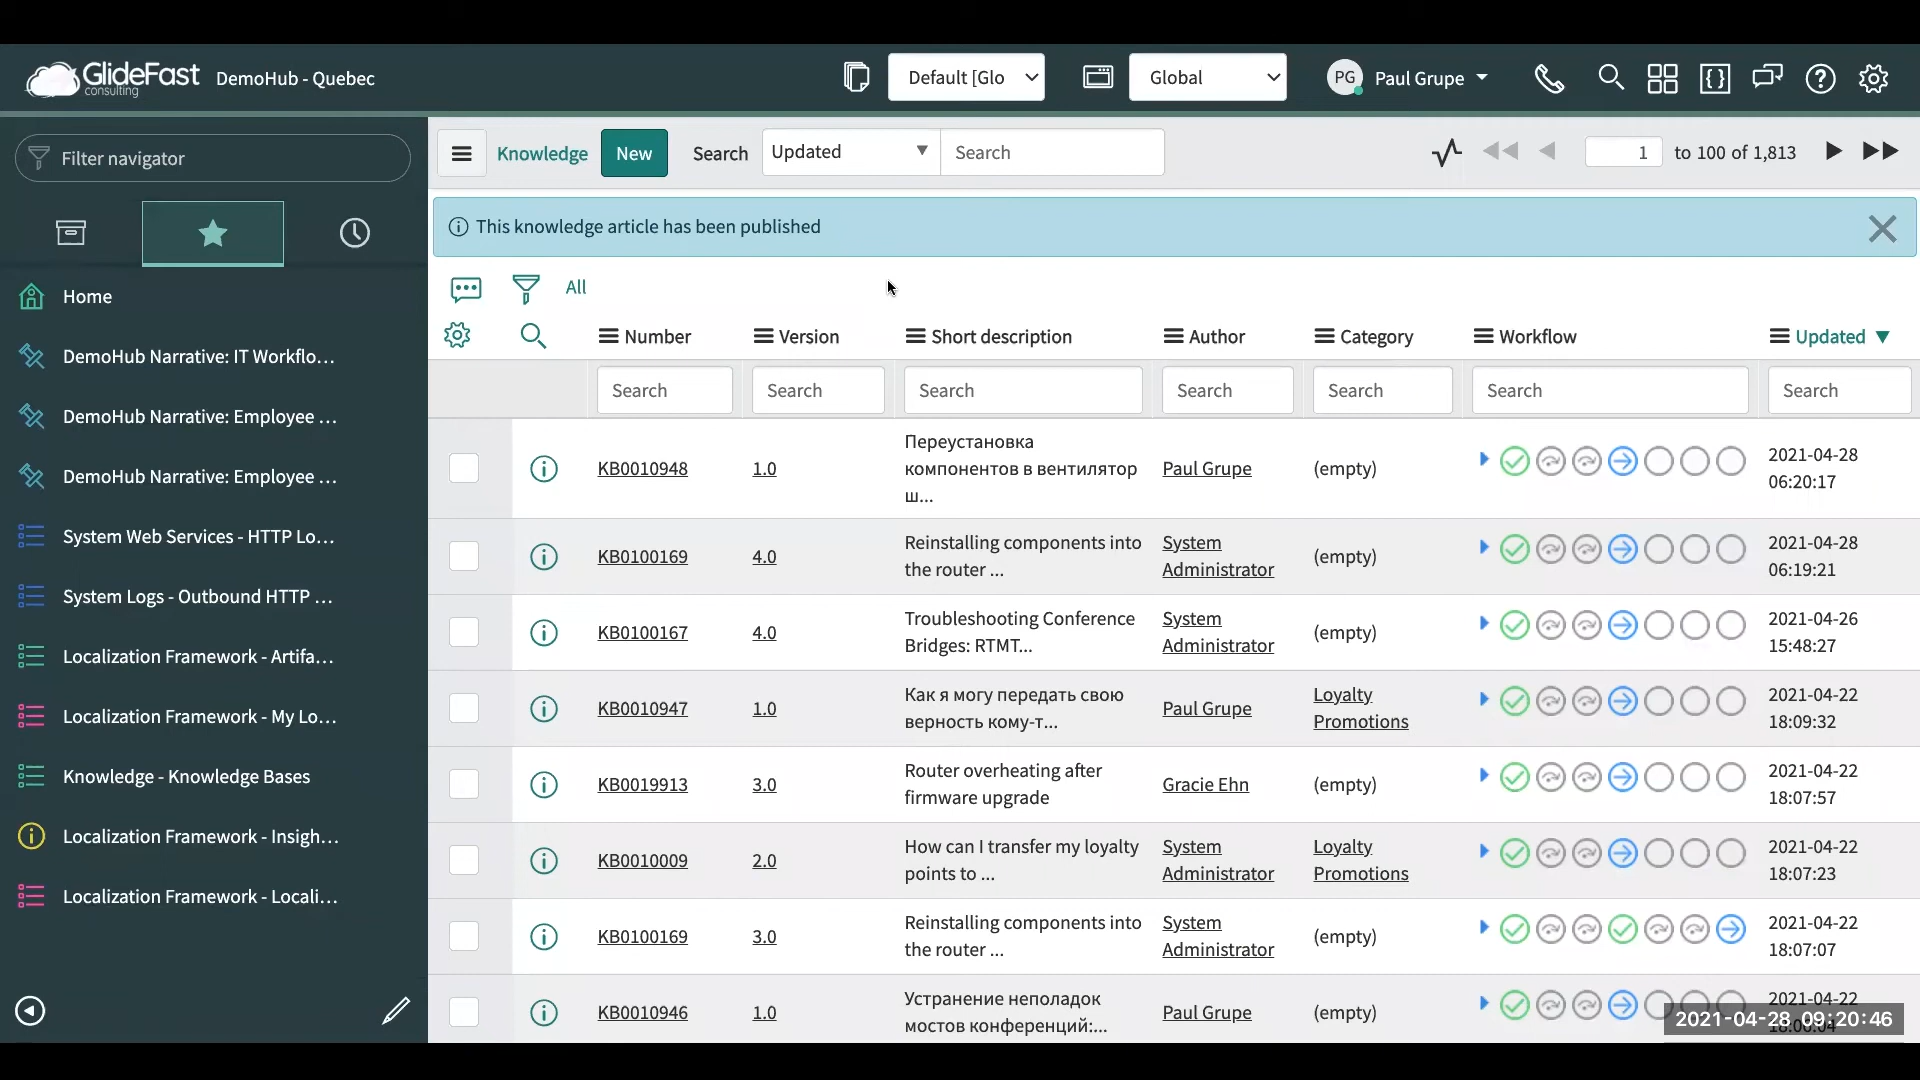 GlideFast
consulting
DemoHub - Quebec
Default [Glo
Global
PG
Paul Grupe
Filter navigator
Home
DemoHub Narrative: IT Workflo...
DemoHub Narrative: Employee ...
DemoHub Narrative: Employee ...
System Web Services - HTTP Lo...
System Logs - Outbound HTTP ...
Localization Framework - Artifa...
Localization Framework - My Lo...
Knowledge - Knowledge Bases
Localization Framework - Insigh...
Localization Framework - Locali...
Knowledge
New
Search
Updated
Search
1
to 100 of 1,813
This knowledge article has been published
All
Number
Version
Short description
Author
Category
Workflow
Updated
Search
Search
Search
Search
Search
Search
Search
KB0010948
1.0
Переустановка
компонентов в вентилятор
ш...
Paul Grupe
(empty)
2021-04-28
06:20:17
KB0100169
4.0
Reinstalling components into
the router ...
System
Administrator
(empty)
2021-04-28
06:19:21
KB0100167
4.0
Troubleshooting Conference
Bridges: RTMT...
System
Administrator
(empty)
2021-04-26
15:48:27
KB0010947
1.0
Как я могу передать свою
верность кому-т...
Paul Grupe
Loyalty
Promotions
2021-04-22
18:09:32
KB0019913
3.0
Router overheating after
firmware upgrade
Gracie Ehn
(empty)
2021-04-22
18:07:57
KB0010009
2.0
How can I transfer my loyalty
points to ...
System
Administrator
Loyalty
Promotions
2021-04-22
18:07:23
KB0100169
3.0
Reinstalling components into
the router ...
System
Administrator
(empty)
2021-04-22
18:07:07
KB0010946
1.0
Устранение неполадок
мостов конференций:...
Paul Grupe
(empty)
2021-04-22
2021-04-28 09:20:46